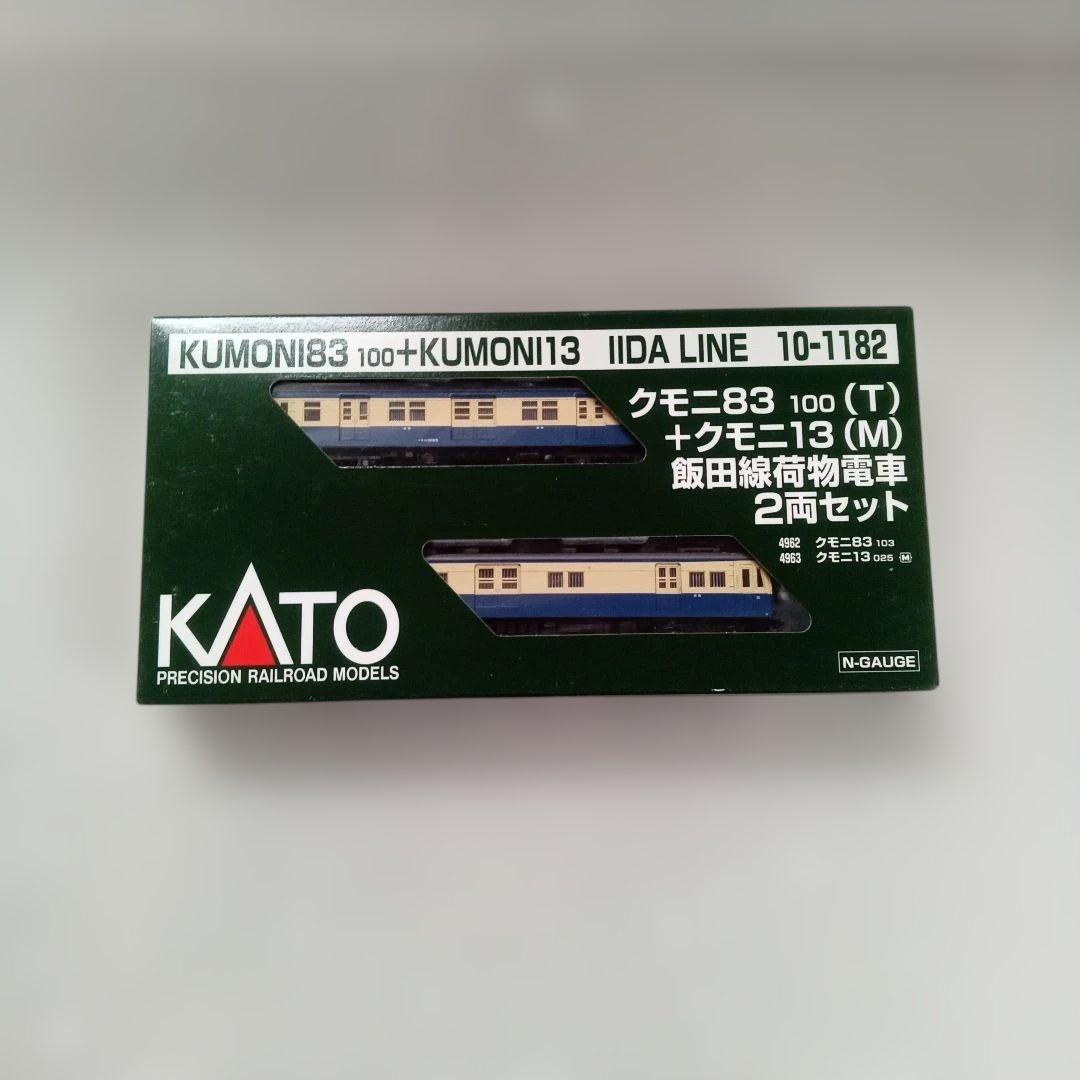 KUMONI83 100+KUMONI13 IIDA LINE 10-1182
クモニ83 100(T)
+クモニ13(M)
飯田線荷物電車
2両セット
4962 クモニ83 103
4963 クモニ13 025 M
KATO
PRECISION RAILROAD MODELS
N-GAUGE